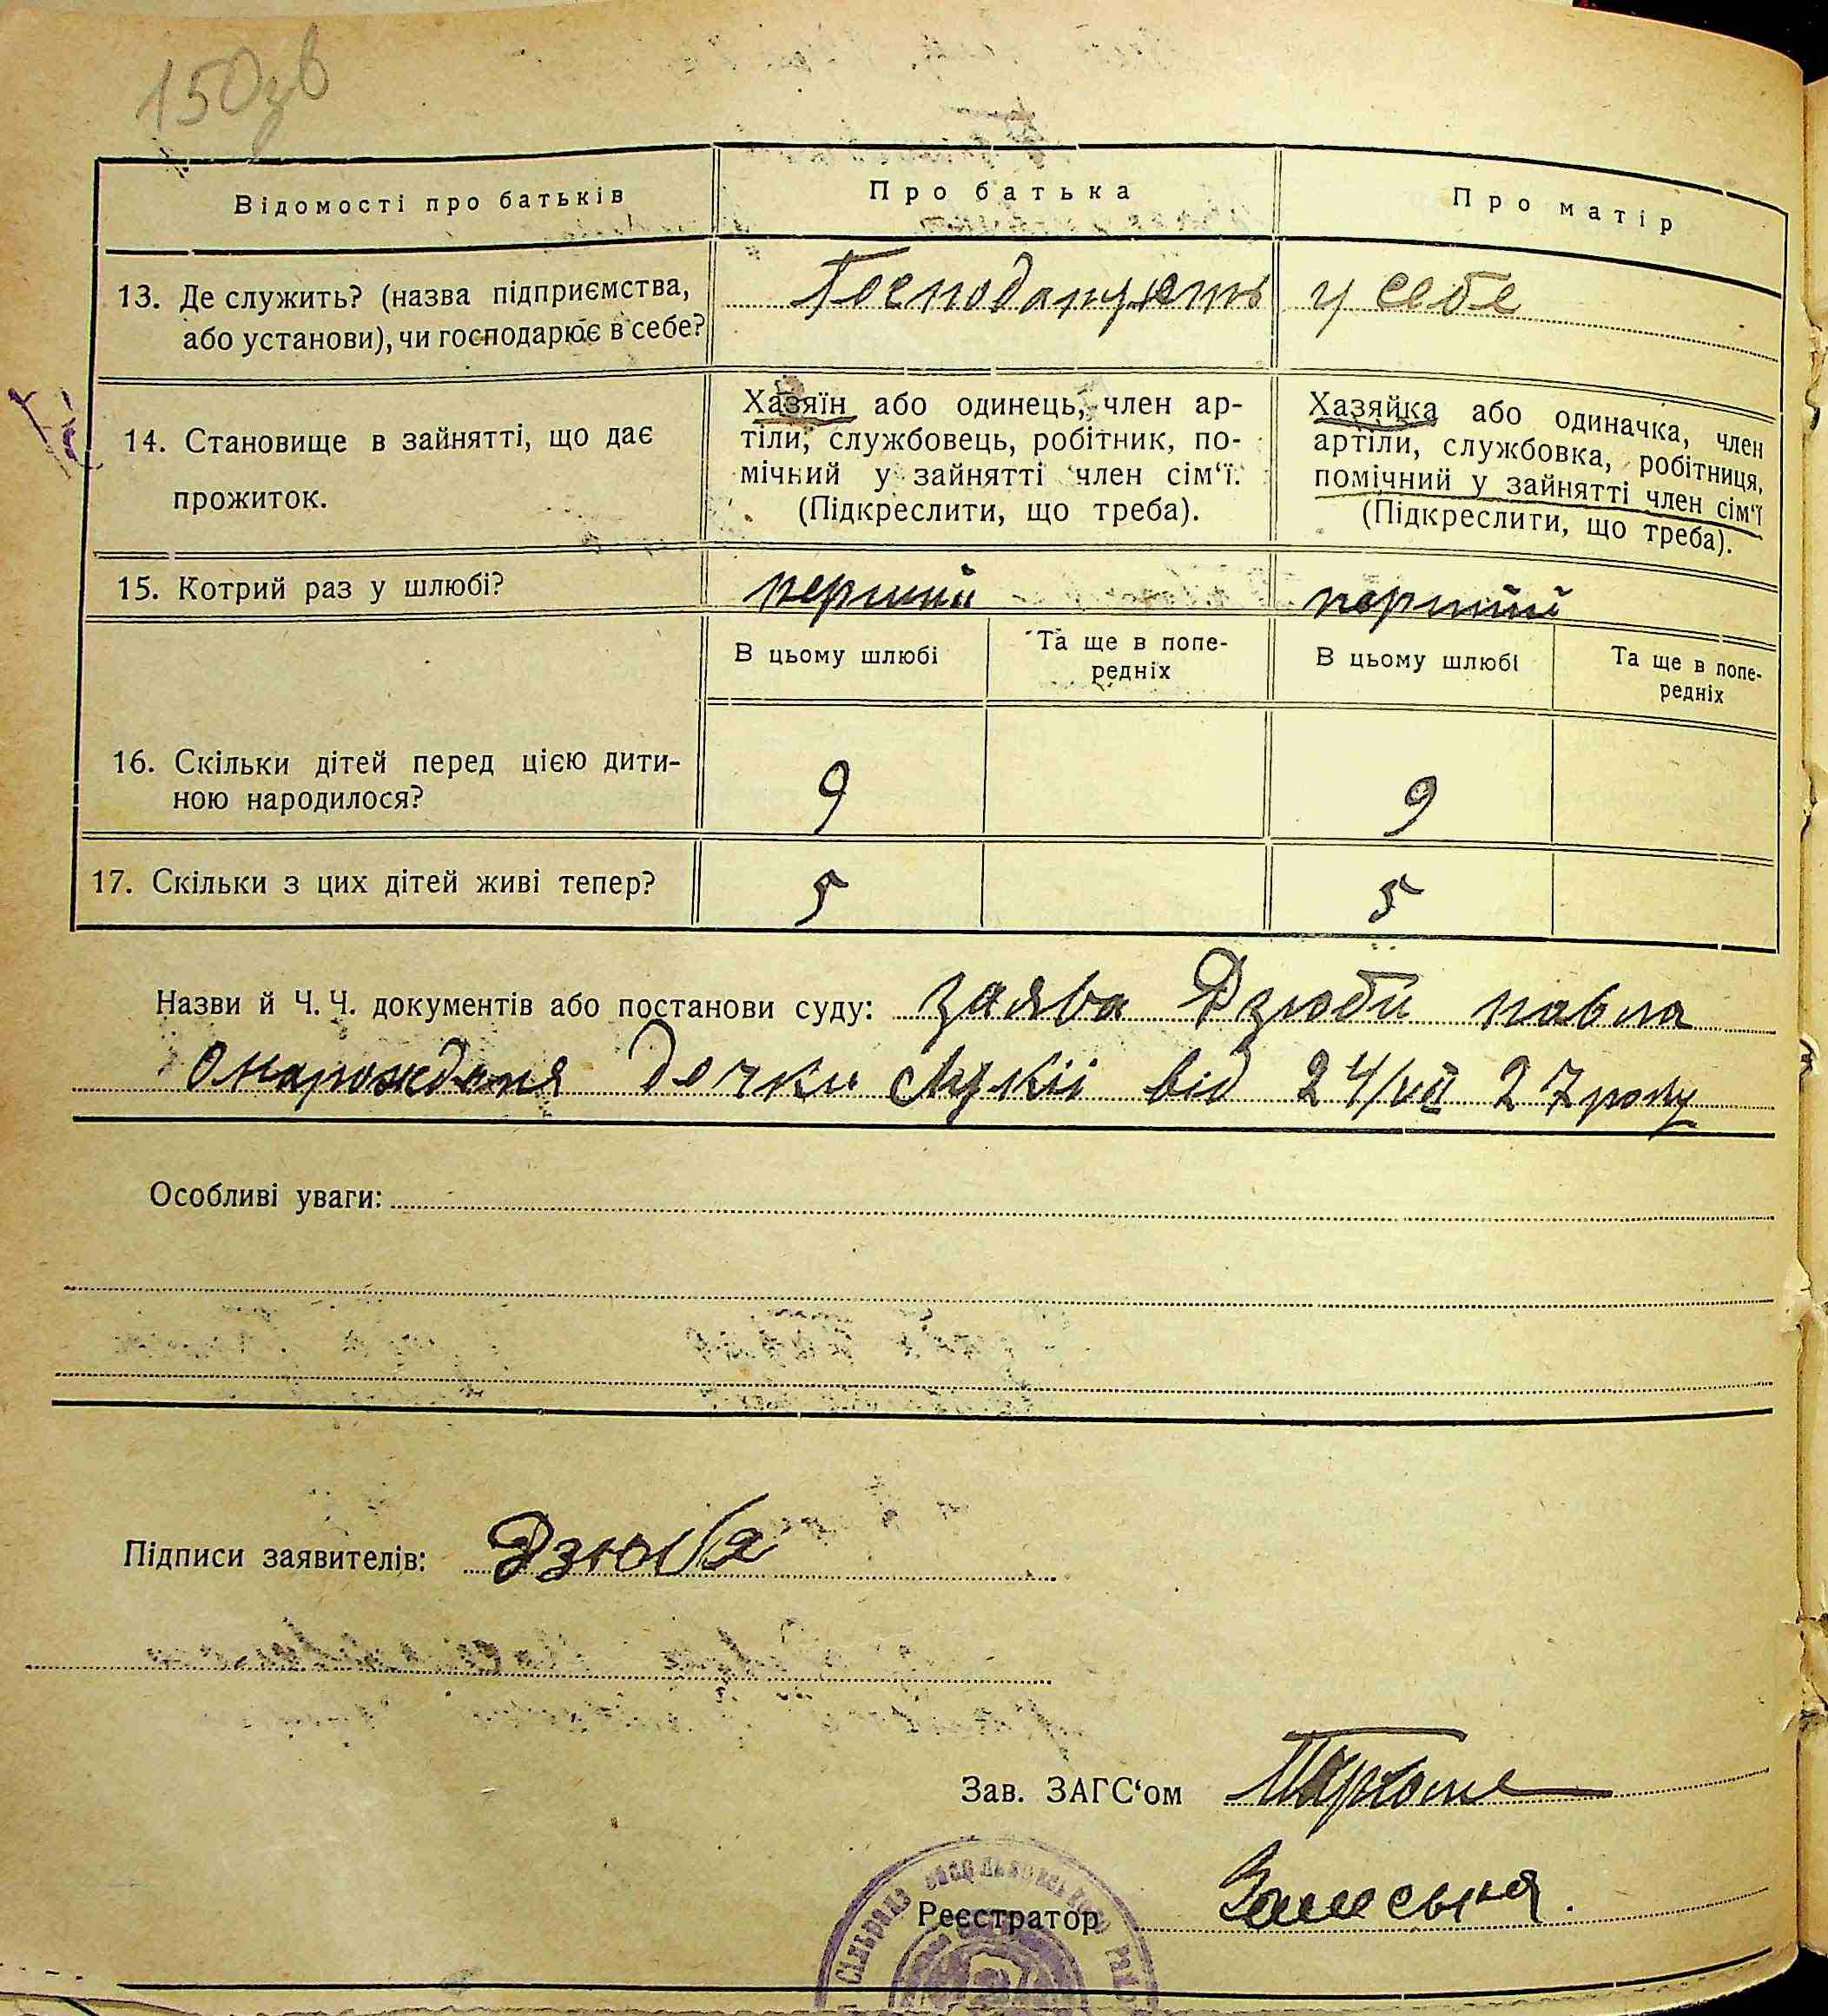 150зв
Відомості про батьків
Про батька
Про матір
13. Де служить? (назва підприємства,
або установи), чи господарює в себе?
Господарують у себе
14. Становище в зайнятті, що дає
прожиток.
Хазяїн або одинець, член ар-
тіли, службовець, робітник, по-
мічний у зайнятті член сім‘ї.
(Підкреслити, що треба).
Хазяйка або одиначка, член
артіли, службовка, робітниця,
помічний у зайнятті член сім‘ї
(Підкреслити, що треба).
15. Котрий раз у шлюбі?
перший
перший
В цьому шлюбі
Та ще в попе-
редніх
В цьому шлюбі
Та ще в попе-
редніх
16. Скільки дітей перед цією дити-
ною народилося?
9
9
17. Скільки з цих дітей живі тепер?
5
5
Назви й Ч. Ч. документів або постанови суду: заява Дзюби павла
о народженя дочки від 24/VII 27 року
Особливі уваги:
Підписи заявителів: Дзюба
Зав. ЗАГС‘ом
Реєстратор